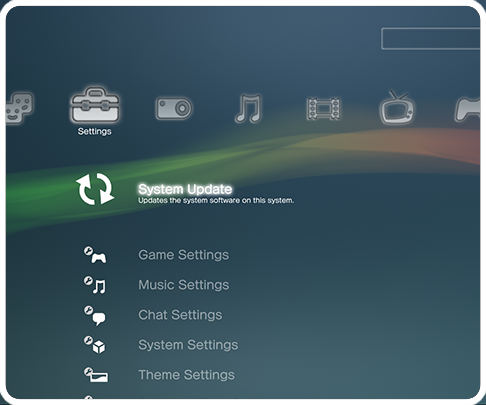 Settings
System Update
Updates the system software on this system.
Game Settings
Music Settings
Chat Settings
System Settings
Theme Settings